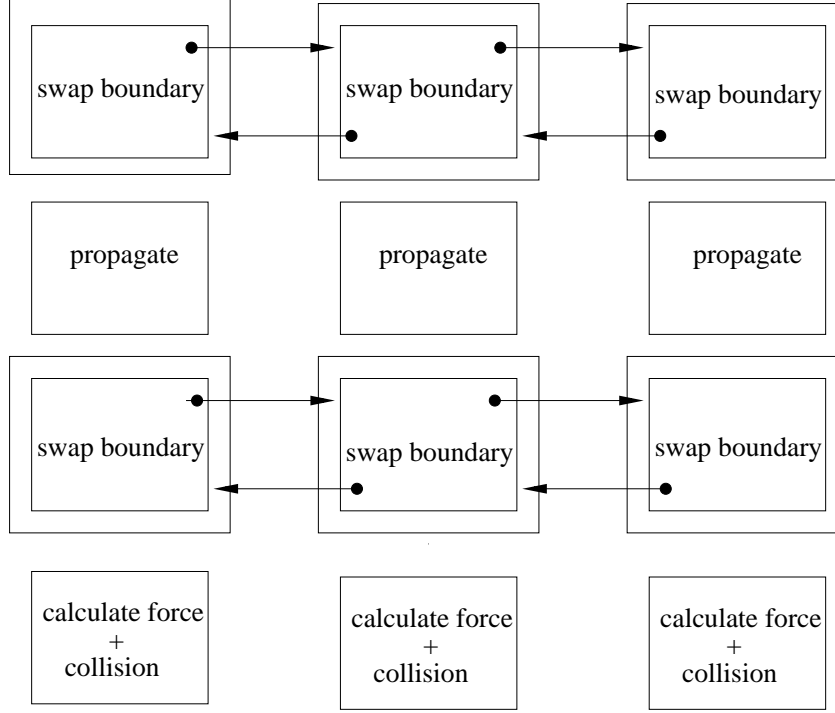 swap boundary
swap boundary
swap boundary
propagate
propagate
propagate
swap boundary
swap boundary
swap boundary
calculate force
+
collision
calculate force
+
collision
calculate force
+
collision